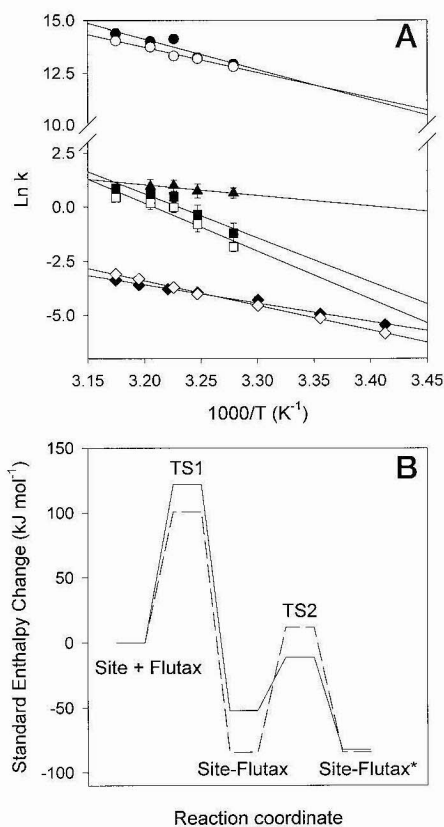 A
15.0
12.5
10.0
Ln k
2.5
0.0
-2.5
-5.0
3.15 3.20 3.25 3.30 3.35 3.40 3.45
1000/T (K⁻¹)
B
Standard Enthalpy Change (kJ mol⁻¹)
150
100
50
0
-50
-100
TS1
Site + Flutax
TS2
Site-Flutax
Site-Flutax*
Reaction coordinate